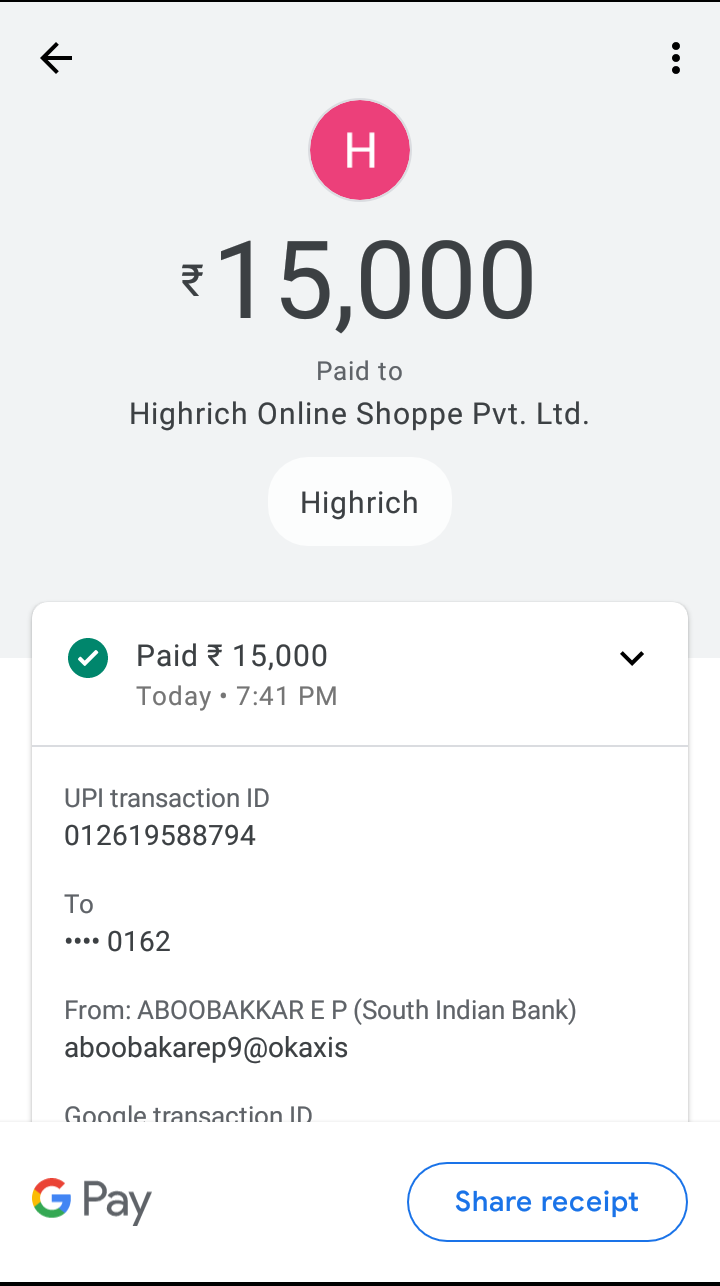 H
₹15,000
Paid to
Highrich Online Shoppe Pvt. Ltd.
Highrich
Paid ₹ 15,000
Today • 7:41 PM
UPI transaction ID
012619588794
To
•••• 0162
From: ABOOBAKKAR E P (South Indian Bank)
aboobakarep9@okaxis
Google transaction ID
G Pay
Share receipt